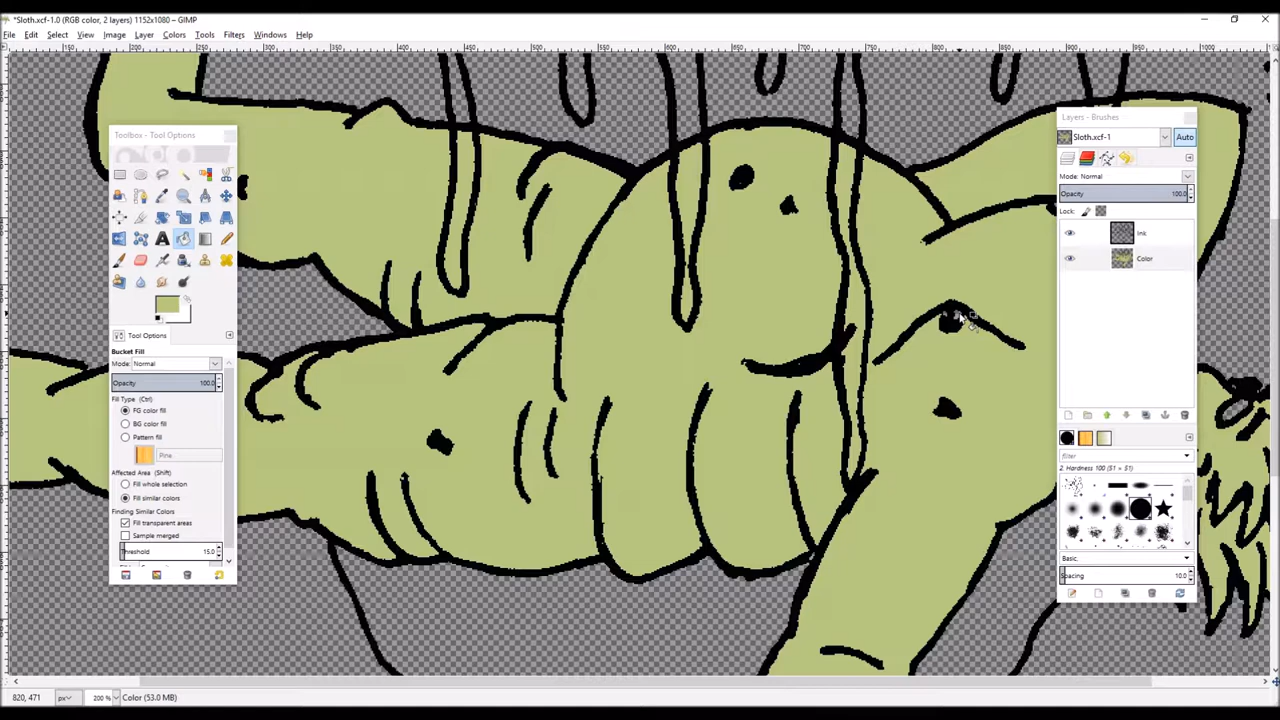 *Sloth.xcf-1.0 (RGB color, 2 layers) 1152x1080 – GIMP
File Edit Select View Image Layer Colors Tools Filters Windows Help
Toolbox - Tool Options
Tool Options
Bucket Fill
Mode: Normal
Opacity 100.0
Fill Type (Ctrl)
FG color fill
BG color fill
Pattern fill
Pine
Affected Area (Shift)
Fill whole selection
Fill similar colors
Finding Similar Colors
Fill transparent areas
Sample merged
Threshold 15.0
Layers - Brushes
Sloth.xcf-1 Auto
Mode: Normal
Opacity 100.0
Lock:
Ink
Color
filter
2. Hardness 100 (51 × 51)
Basic
Spacing 10.0
820, 471 px 200 % Color (53.0 MB)